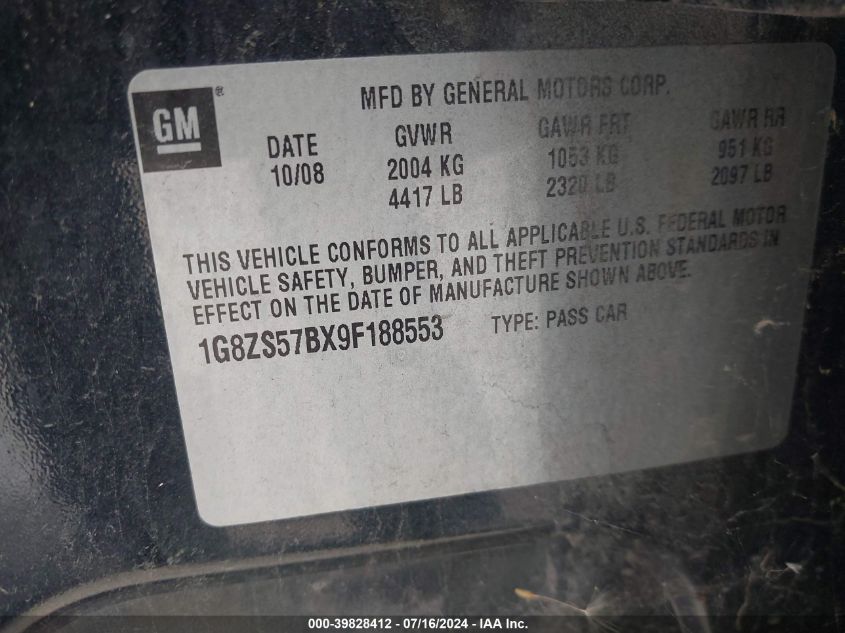 GM ®
MFD BY GENERAL MOTORS CORP.
DATE GVWR GAWR FRT GAWR RR
10/08 2004 KG 1053 KG 951 KG
4417 LB 2320 LB 2097 LB
THIS VEHICLE CONFORMS TO ALL APPLICABLE U.S. FEDERAL MOTOR
VEHICLE SAFETY, BUMPER, AND THEFT PREVENTION STANDARDS IN
EFFECT ON THE DATE OF MANUFACTURE SHOWN ABOVE.
1G8ZS57BX9F188553 TYPE: PASS CAR
000-39828412 - 07/16/2024 - IAA Inc.